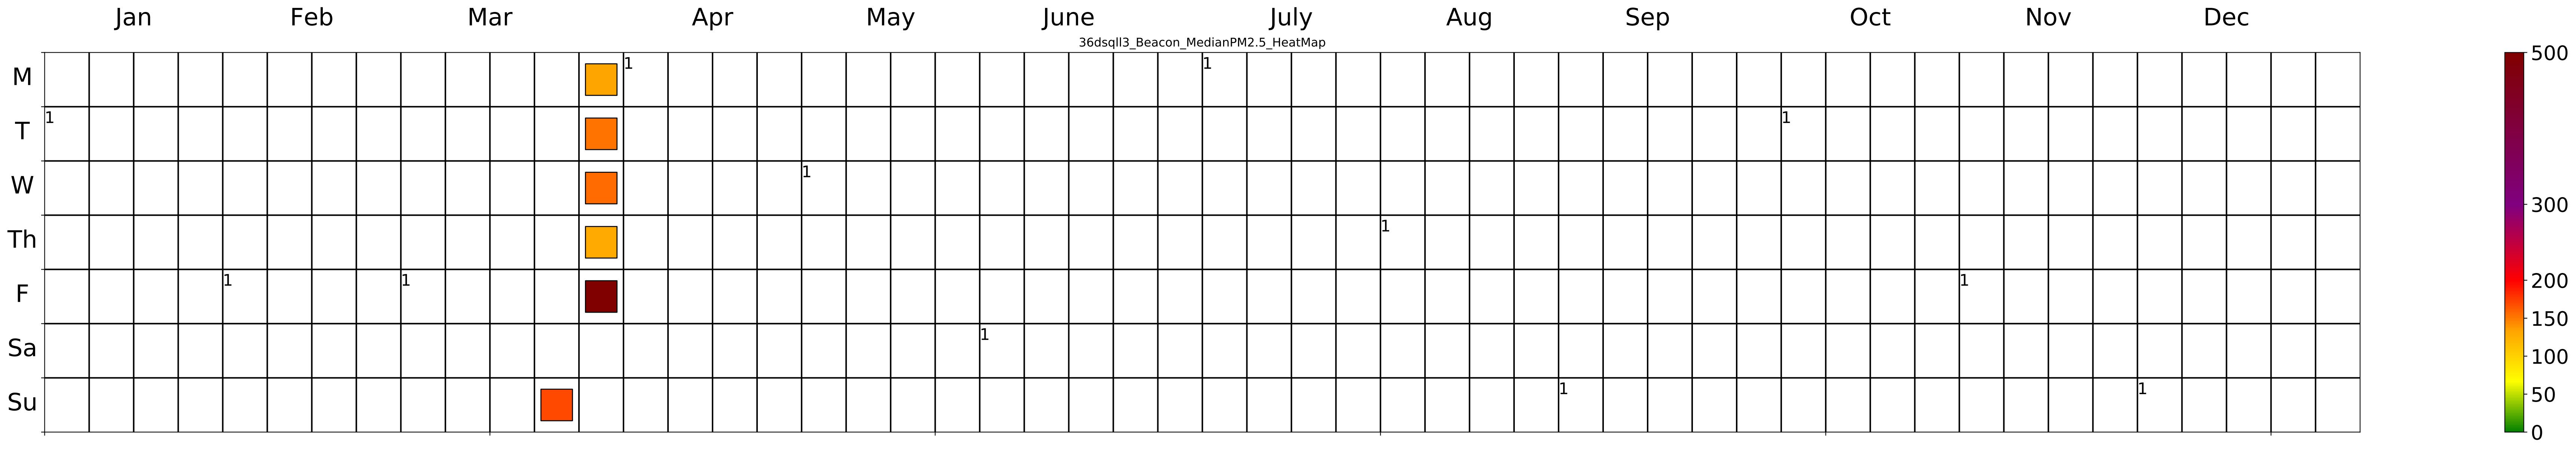 Jan Feb Mar Apr May June July Aug Sep Oct Nov Dec
36dsqll3_Beacon_MedianPM2.5_HeatMap
M 1 1
T 1 1
W 1
Th 1
F 1 1 1
Sa 1
Su 1 1
500
300
200
150
100
50
0